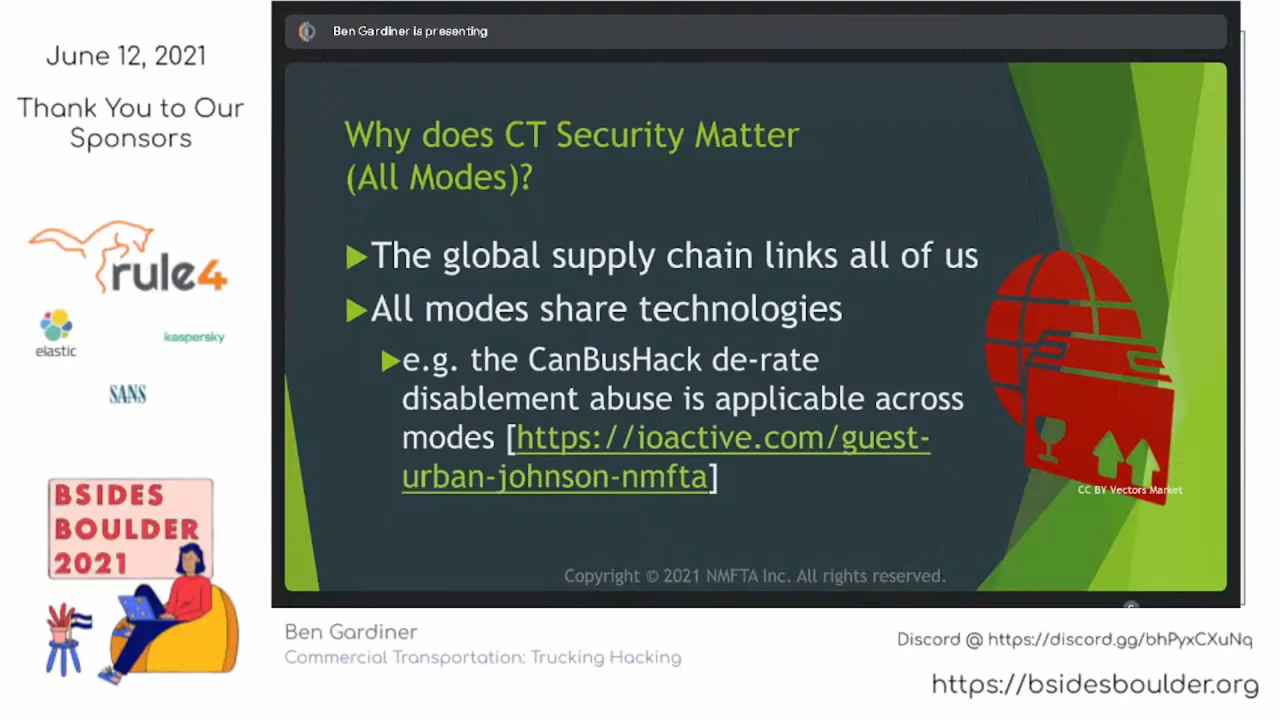 June 12, 2021
Thank You to Our
Sponsors
rule4
elastic
kaspersky
SANS
BSIDES
BOULDER
2021
Ben Gardiner is presenting
Why does CT Security Matter
(All Modes)?
The global supply chain links all of us
All modes share technologies
e.g. the CanBusHack de-rate
disablement abuse is applicable across
modes [https://ioactive.com/guest-
urban-johnson-nmfta]
CC BY Vectors Market
Copyright © 2021 NMFTA Inc. All rights reserved.
Ben Gardiner
Commercial Transportation: Trucking Hacking
Discord @ https://discord.gg/bhPyxCXuNq
https://bsidesboulder.org